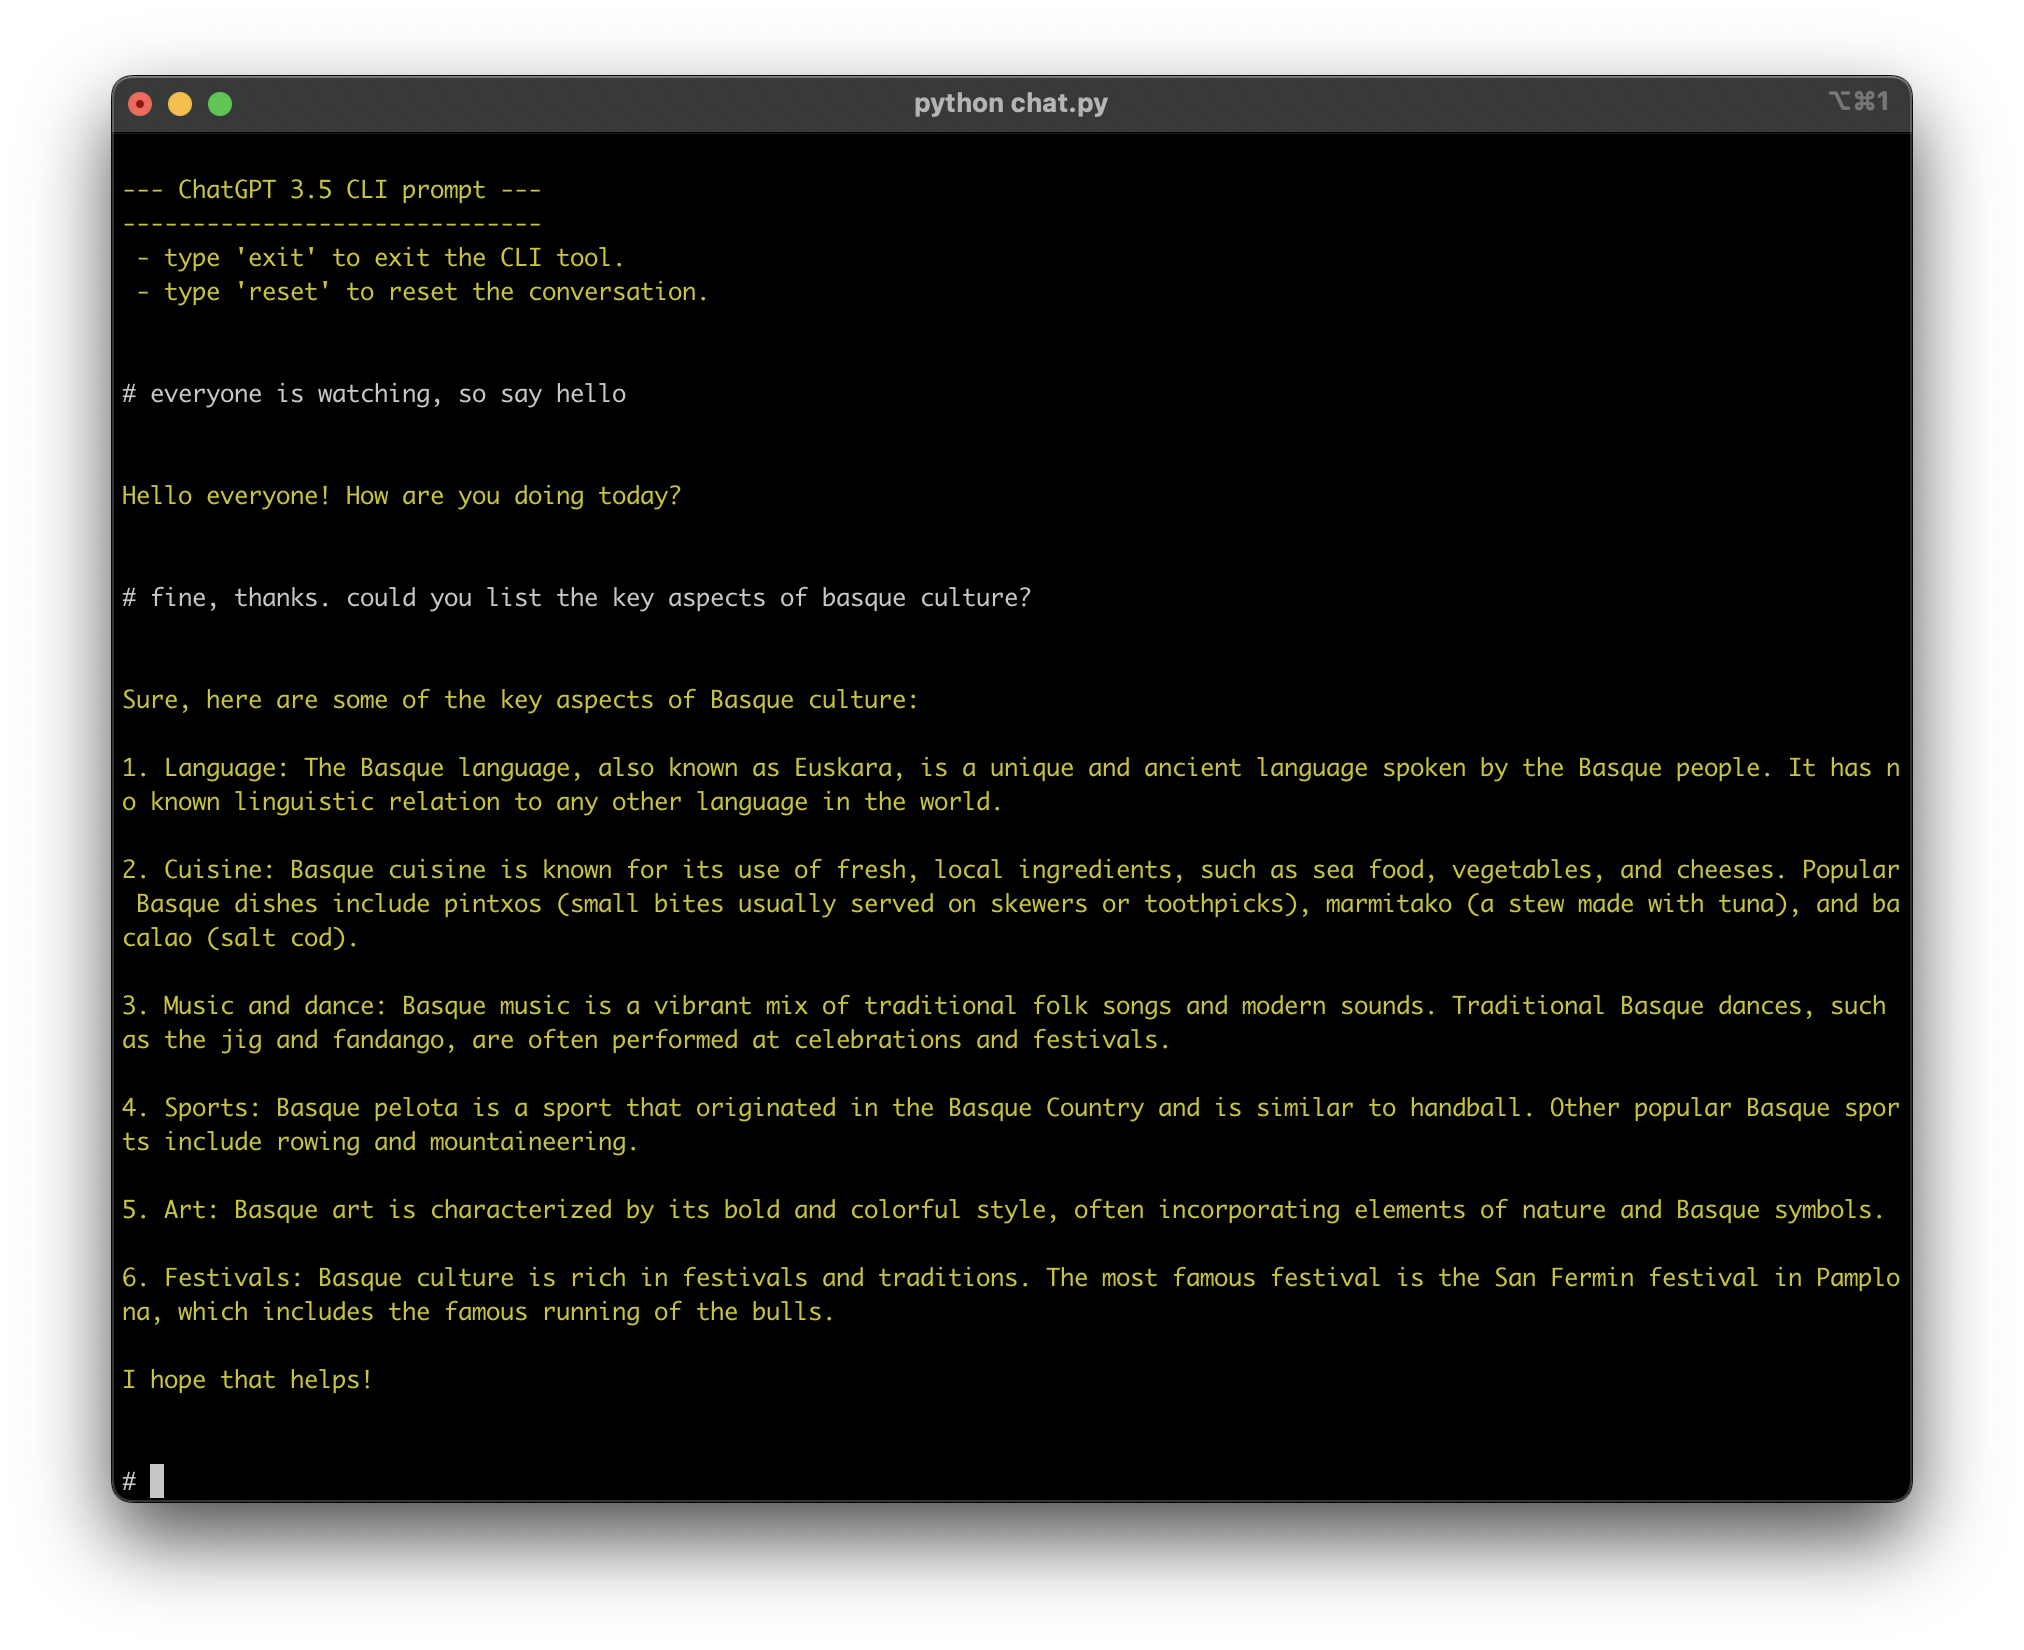 python chat.py
⌥⌘1
--- ChatGPT 3.5 CLI prompt ---
------------------------------
 - type 'exit' to exit the CLI tool.
 - type 'reset' to reset the conversation.
# everyone is watching, so say hello
Hello everyone! How are you doing today?
# fine, thanks. could you list the key aspects of basque culture?
Sure, here are some of the key aspects of Basque culture:
1. Language: The Basque language, also known as Euskara, is a unique and ancient language spoken by the Basque people. It has n
o known linguistic relation to any other language in the world.
2. Cuisine: Basque cuisine is known for its use of fresh, local ingredients, such as sea food, vegetables, and cheeses. Popular
 Basque dishes include pintxos (small bites usually served on skewers or toothpicks), marmitako (a stew made with tuna), and ba
calao (salt cod).
3. Music and dance: Basque music is a vibrant mix of traditional folk songs and modern sounds. Traditional Basque dances, such
as the jig and fandango, are often performed at celebrations and festivals.
4. Sports: Basque pelota is a sport that originated in the Basque Country and is similar to handball. Other popular Basque spor
ts include rowing and mountaineering.
5. Art: Basque art is characterized by its bold and colorful style, often incorporating elements of nature and Basque symbols.
6. Festivals: Basque culture is rich in festivals and traditions. The most famous festival is the San Fermin festival in Pamplo
na, which includes the famous running of the bulls.
I hope that helps!
#